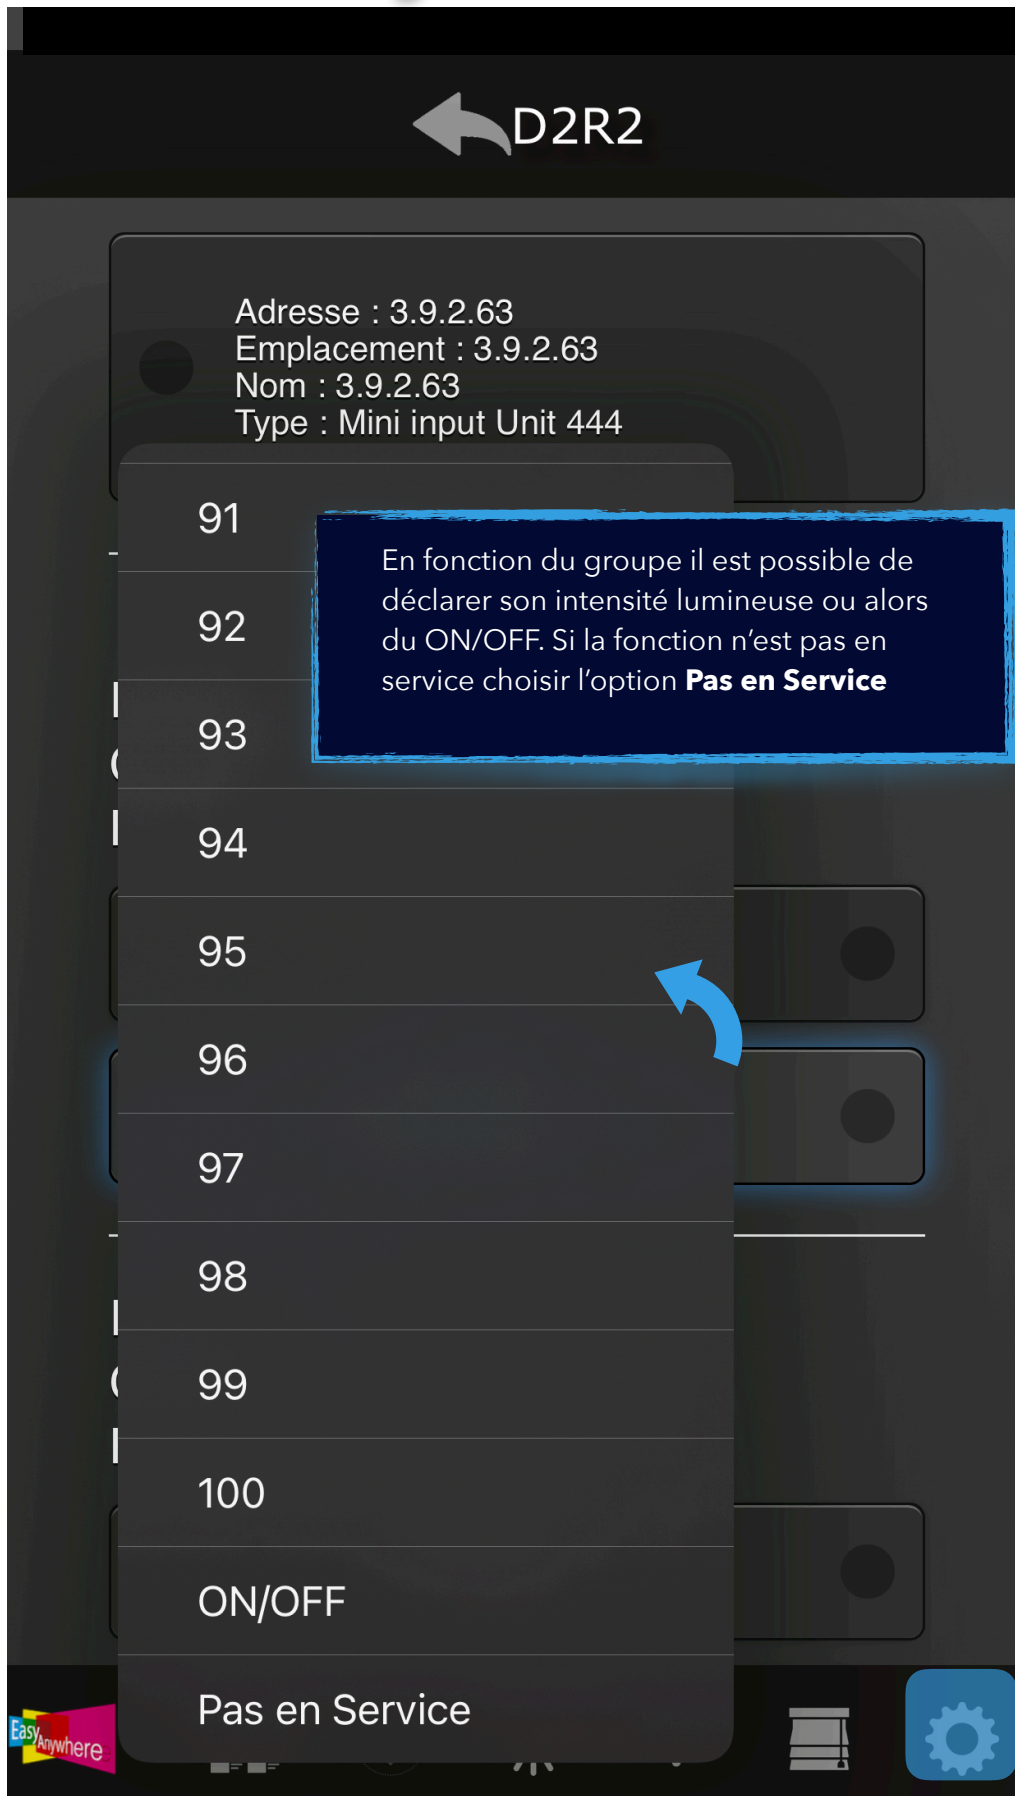 D2R2
Adresse : 3.9.2.63
Emplacement : 3.9.2.63
Nom : 3.9.2.63
Type : Mini input Unit 444
91
En fonction du groupe il est possible de
déclarer son intensité lumineuse ou alors
du ON/OFF. Si la fonction n’est pas en
service choisir l’option Pas en Service
92
93
94
95
96
97
98
99
100
ON/OFF
Pas en Service
Easy
Anywhere